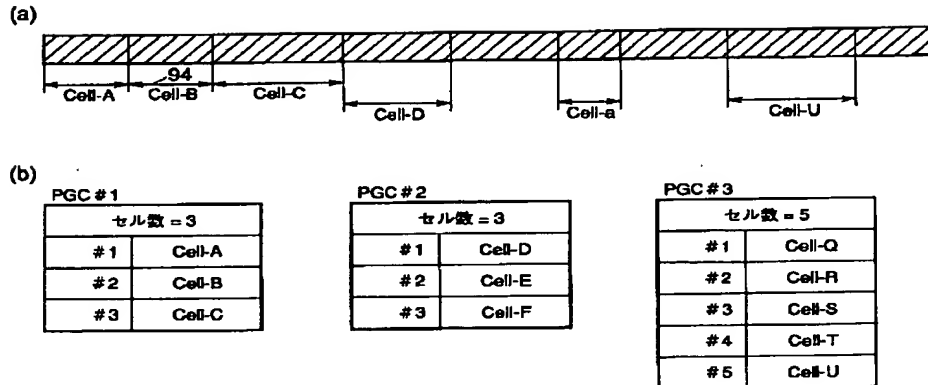 (a)
94
Cell-A Cell-B Cell-C
Cell-D Cell-a Cell-U
(b)
PGC#1
セル数=3
#1 Cell-A
#2 Cell-B
#3 Cell-C
PGC#2
セル数=3
#1 Cell-D
#2 Cell-E
#3 Cell-F
PGC#3
セル数=5
#1 Cell-Q
#2 Cell-R
#3 Cell-S
#4 Cell-T
#5 Cell-U